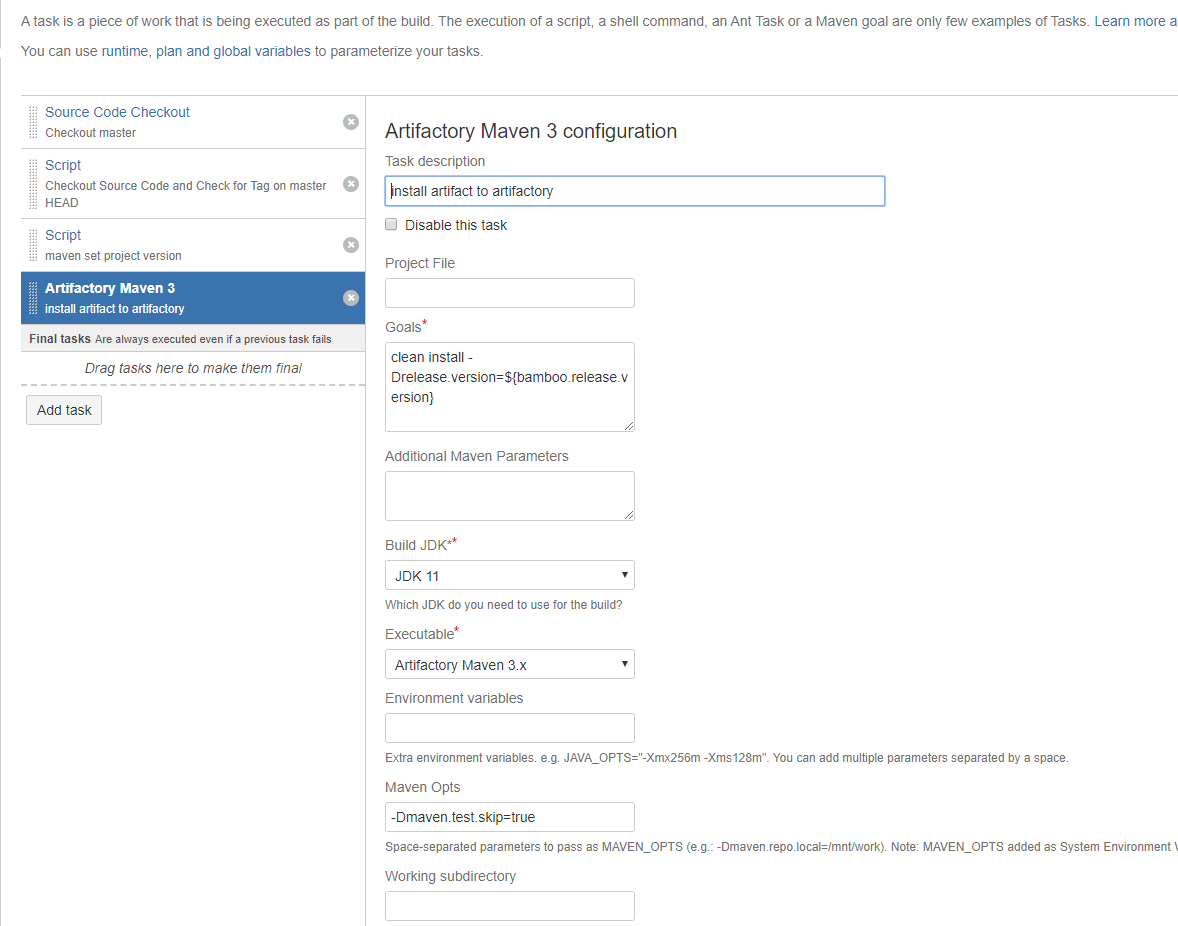 A task is a piece of work that is being executed as part of the build. The execution of a script, a shell command, an Ant Task or a Maven goal are only few examples of Tasks. Learn more a
You can use runtime, plan and global variables to parameterize your tasks.
Source Code Checkout
Checkout master
Script
Checkout Source Code and Check for Tag on master
HEAD
Script
maven set project version
Artifactory Maven 3
install artifact to artifactory
Final tasks Are always executed even if a previous task fails
Drag tasks here to make them final
Add task
Artifactory Maven 3 configuration
Task description
install artifact to artifactory
Disable this task
Project File
Goals*
clean install -
Drelease.version=${bamboo.release.v
ersion}
Additional Maven Parameters
Build JDK**
JDK 11
Which JDK do you need to use for the build?
Executable*
Artifactory Maven 3.x
Environment variables
Extra environment variables. e.g. JAVA_OPTS="-Xmx256m -Xms128m". You can add multiple parameters separated by a space.
Maven Opts
-Dmaven.test.skip=true
Space-separated parameters to pass as MAVEN_OPTS (e.g.: -Dmaven.repo.local=/mnt/work). Note: MAVEN_OPTS added as System Environment
Working subdirectory